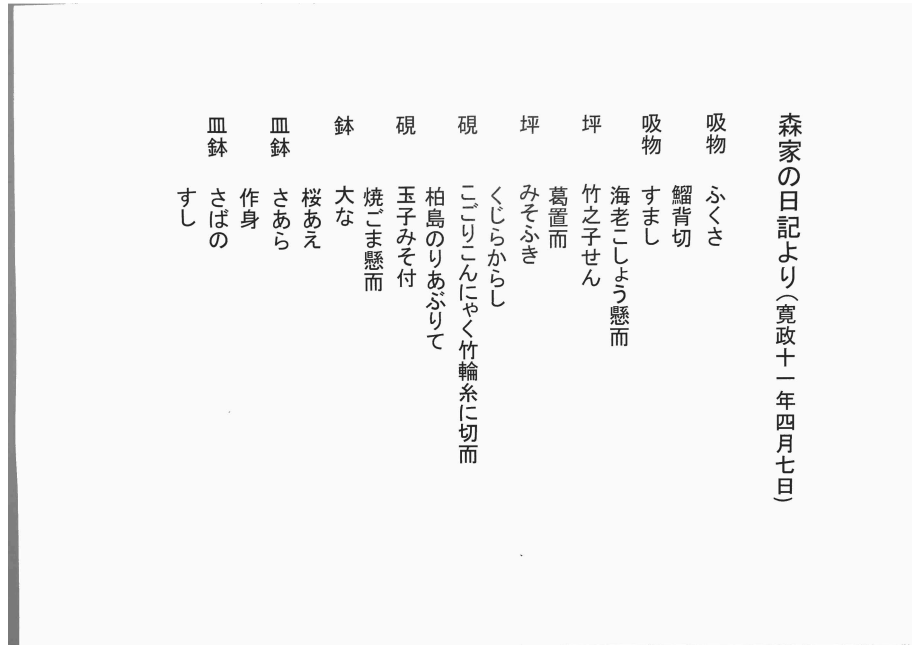 森家の日記より(寛政十一年四月七日)
吸物 ふくさ
鰡背切
吸物 すまし
海老こしょう懸而
坪 竹之子せん
葛置而
坪 みそふき
くじらからし
硯 こごりこんにゃく竹輪糸に切而
柏島のりあぶりて
硯 玉子みそ付
焼ごま懸而
鉢 大な
桜あえ
皿鉢 さあら
作身
皿鉢 さばの
すし